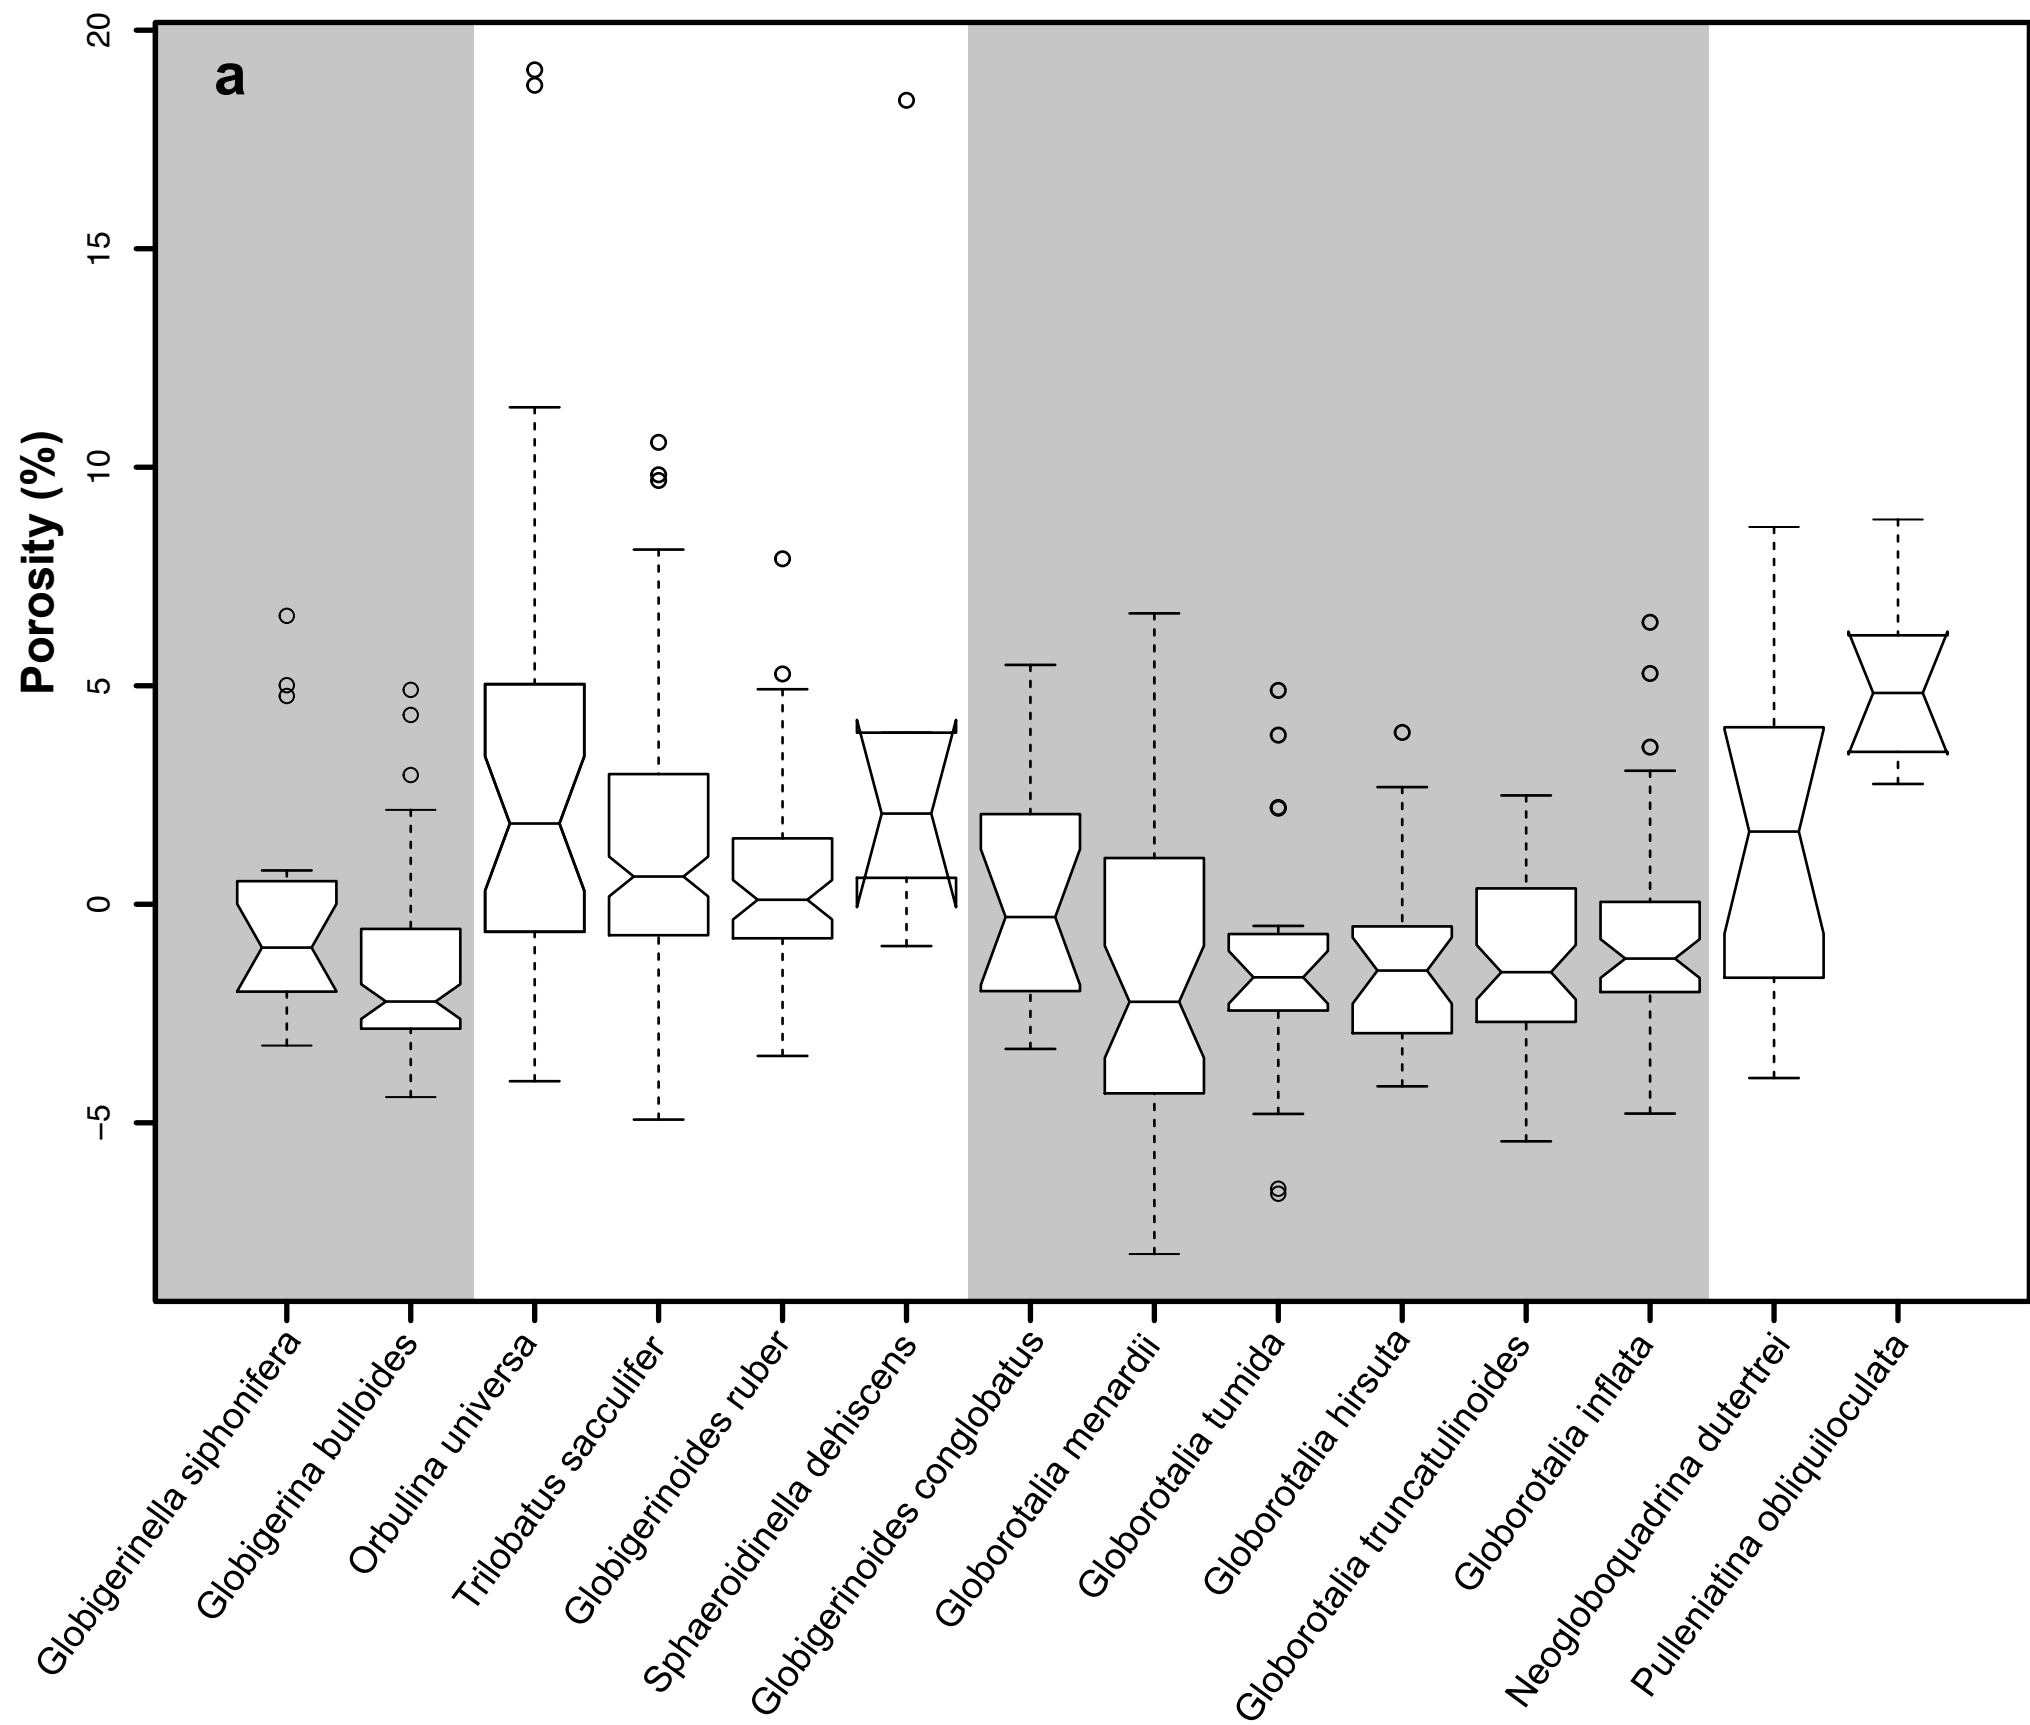 a
Porosity (%)
20
15
10
5
0
−5
Globigerinella siphonifera
Globigerina bulloides
Orbulina universa
Trilobatus sacculifer
Globigerinoides ruber
Sphaeroidinella dehiscens
Globigerinoides conglobatus
Globorotalia menardii
Globorotalia tumida
Globorotalia hirsuta
Globorotalia truncatulinoides
Globorotalia inflata
Neogloboquadrina dutertrei
Pulleniatina obliquiloculata